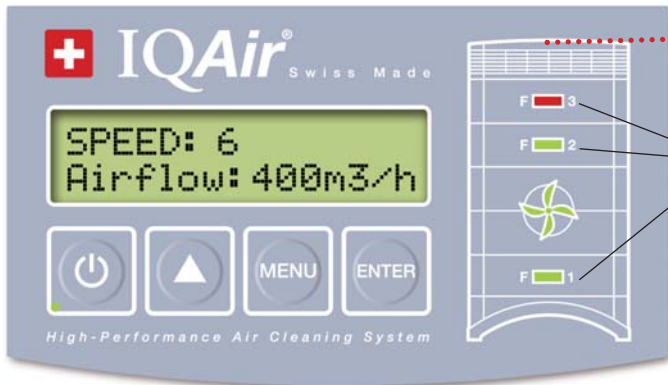 IQAir® Swiss Made
SPEED: 6
Airflow:400m3/h
MENU
ENTER
High-Performance Air Cleaning System
F 3
F 2
F 1